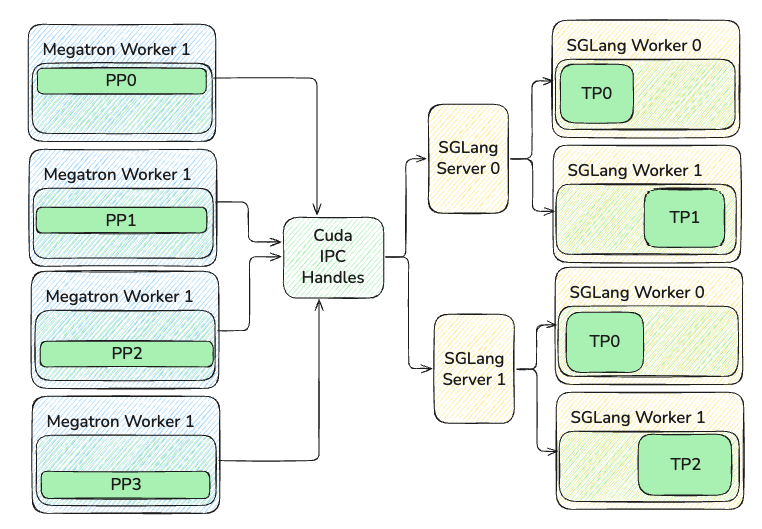 Megatron Worker 1
PP0
Megatron Worker 1
PP1
Megatron Worker 1
PP2
Megatron Worker 1
PP3
Cuda
IPC
Handles
SGLang
Server 0
SGLang
Server 1
SGLang Worker 0
TP0
SGLang Worker 1
TP1
SGLang Worker 0
TP0
SGLang Worker 1
TP2